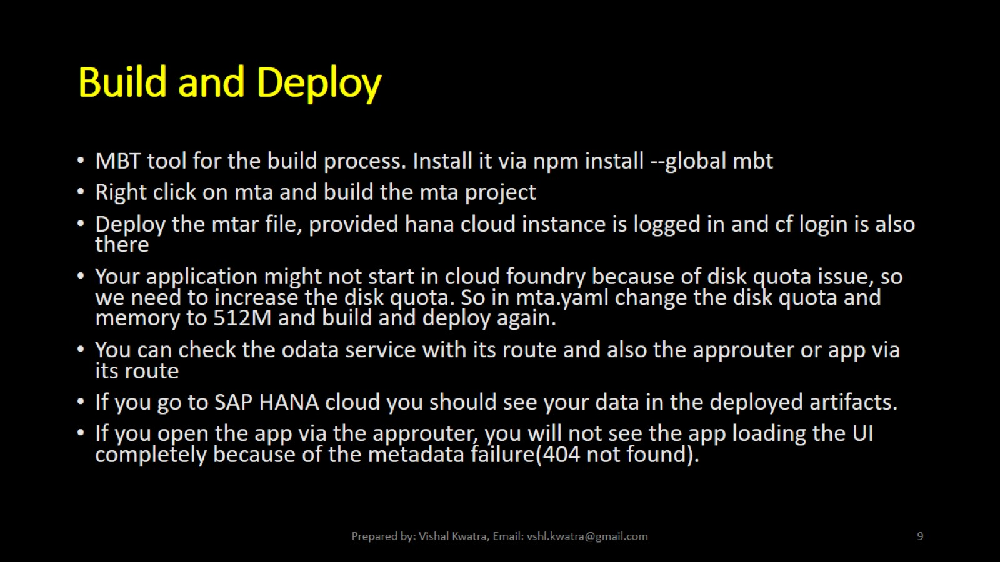 Build and Deploy
• MBT tool for the build process. Install it via npm install --global mbt
• Right click on mta and build the mta project
• Deploy the mtar file, provided hana cloud instance is logged in and cf login is also
there
• Your application might not start in cloud foundry because of disk quota issue, so
we need to increase the disk quota. So in mta.yaml change the disk quota and
memory to 512M and build and deploy again.
• You can check the odata service with its route and also the approuter or app via
its route
• If you go to SAP HANA cloud you should see your data in the deployed artifacts.
• If you open the app via the approuter, you will not see the app loading the UI
completely because of the metadata failure(404 not found).
Prepared by: Vishal Kwatra, Email: vshl.kwatra@gmail.com
9